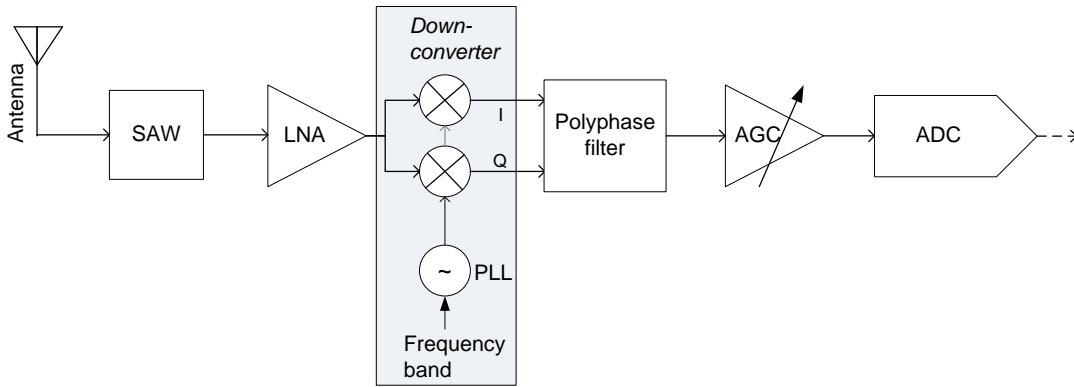 Antenna
SAW
LNA
Down-
converter
I
Q
~
PLL
Frequency
band
Polyphase
filter
AGC
ADC